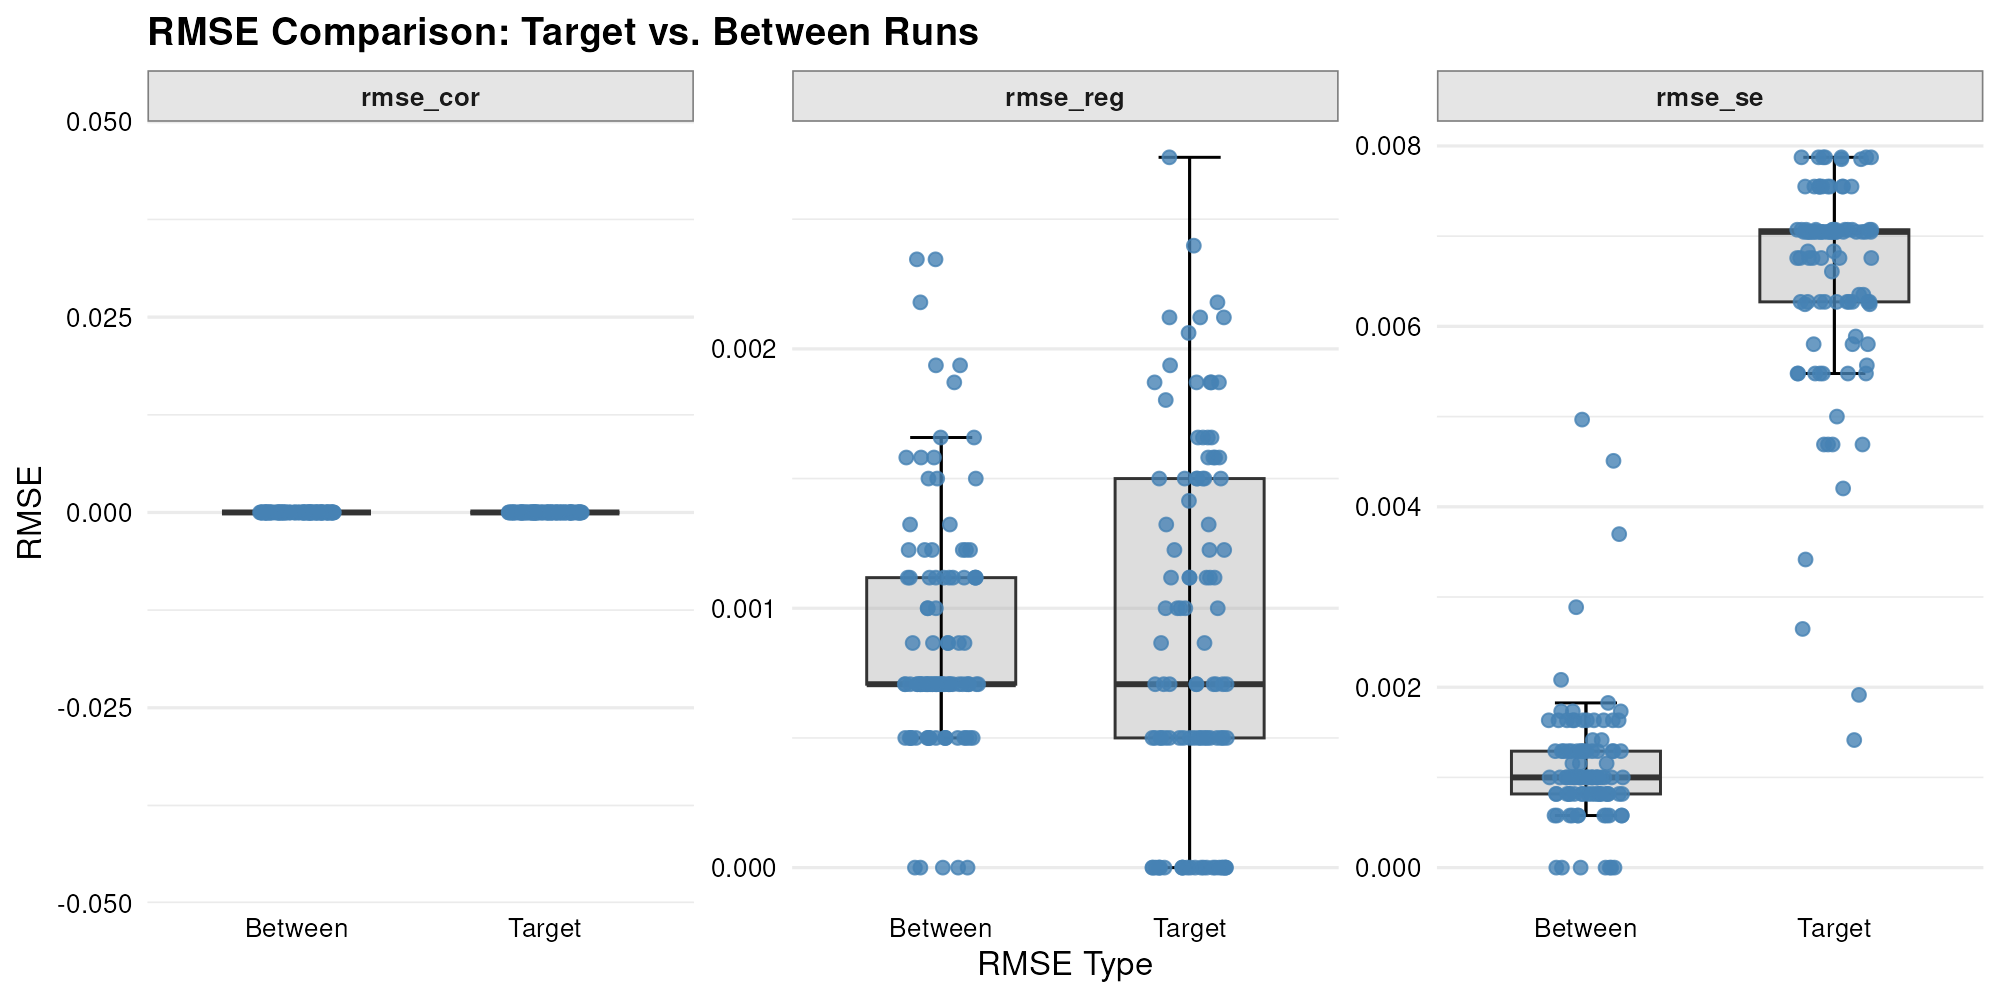 RMSE Comparison: Target vs. Between Runs
rmse_cor
rmse_reg
rmse_se
RMSE
0.050
0.025
0.000
-0.025
-0.050
0.002
0.001
0.000
0.008
0.006
0.004
0.002
0.000
Between
Target
Between
Target
Between
Target
RMSE Type